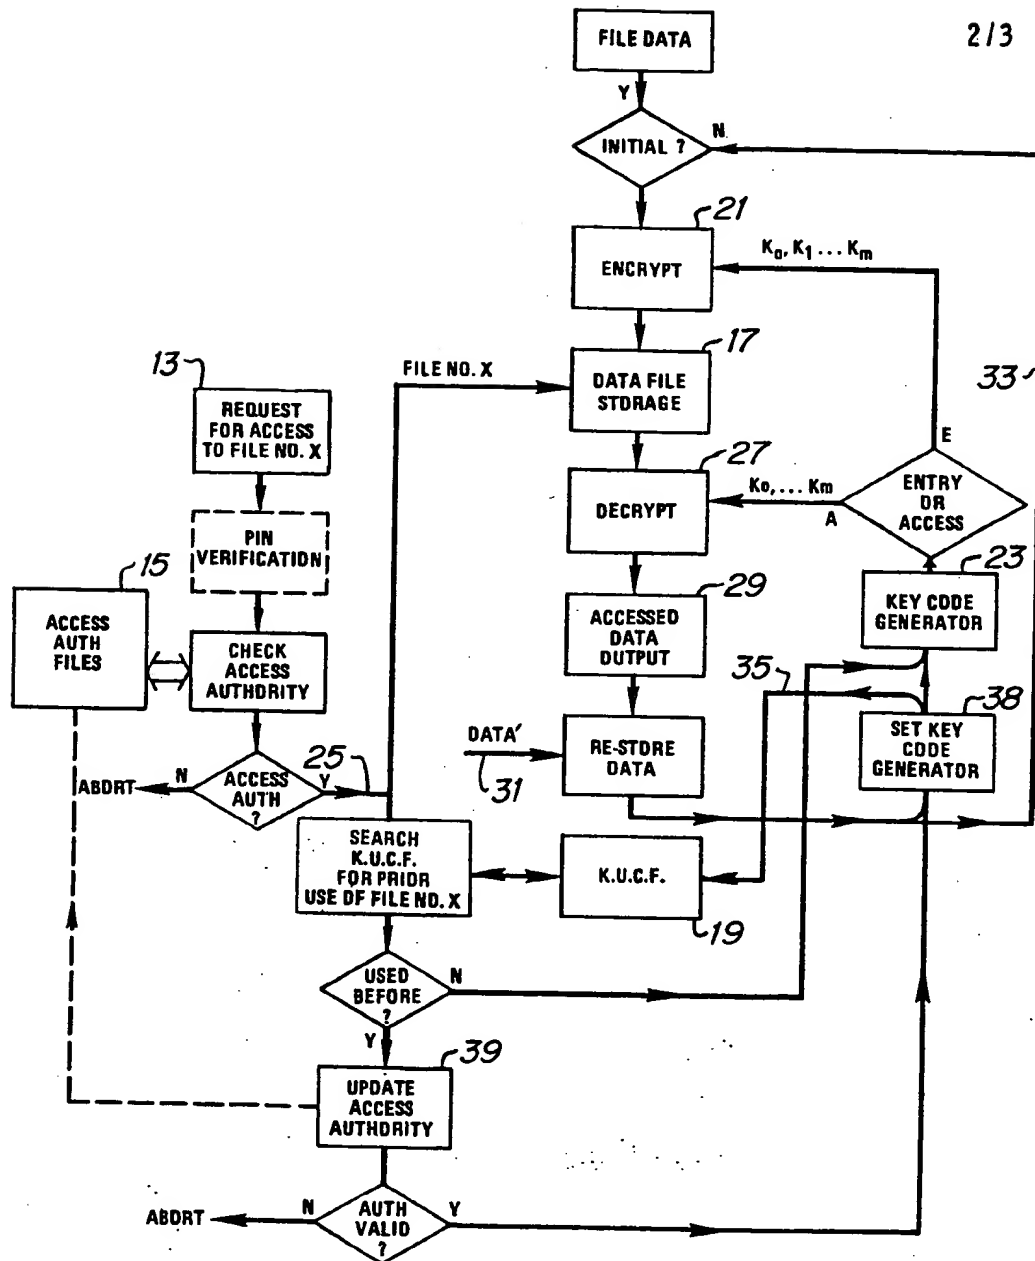 2/3
FILE DATA
Y
INITIAL ?
N
21
ENCRYPT
K₀, K₁ ... Kₘ
17
DATA FILE
STORAGE
FILE NO. X
33
13
REQUEST
FOR ACCESS
TO FILE NO. X
27
DECRYPT
K₀, ... Kₘ
A
E
ENTRY
OR
ACCESS
PIN
VERIFICATION
15
ACCESS
AUTH
FILES
CHECK
ACCESS
AUTHORITY
29
ACCESSED
DATA
OUTPUT
23
KEY CODE
GENERATOR
35
38
SET KEY
CODE
GENERATOR
DATA'
31
RE-STORE
DATA
ABORT
N
ACCESS
AUTH
?
Y
25
SEARCH
K.U.C.F.
FOR PRIOR
USE OF FILE NO. X
K.U.C.F.
19
USED
BEFORE
?
N
Y
39
UPDATE
ACCESS
AUTHORITY
ABORT
N
AUTH
VALID
?
Y